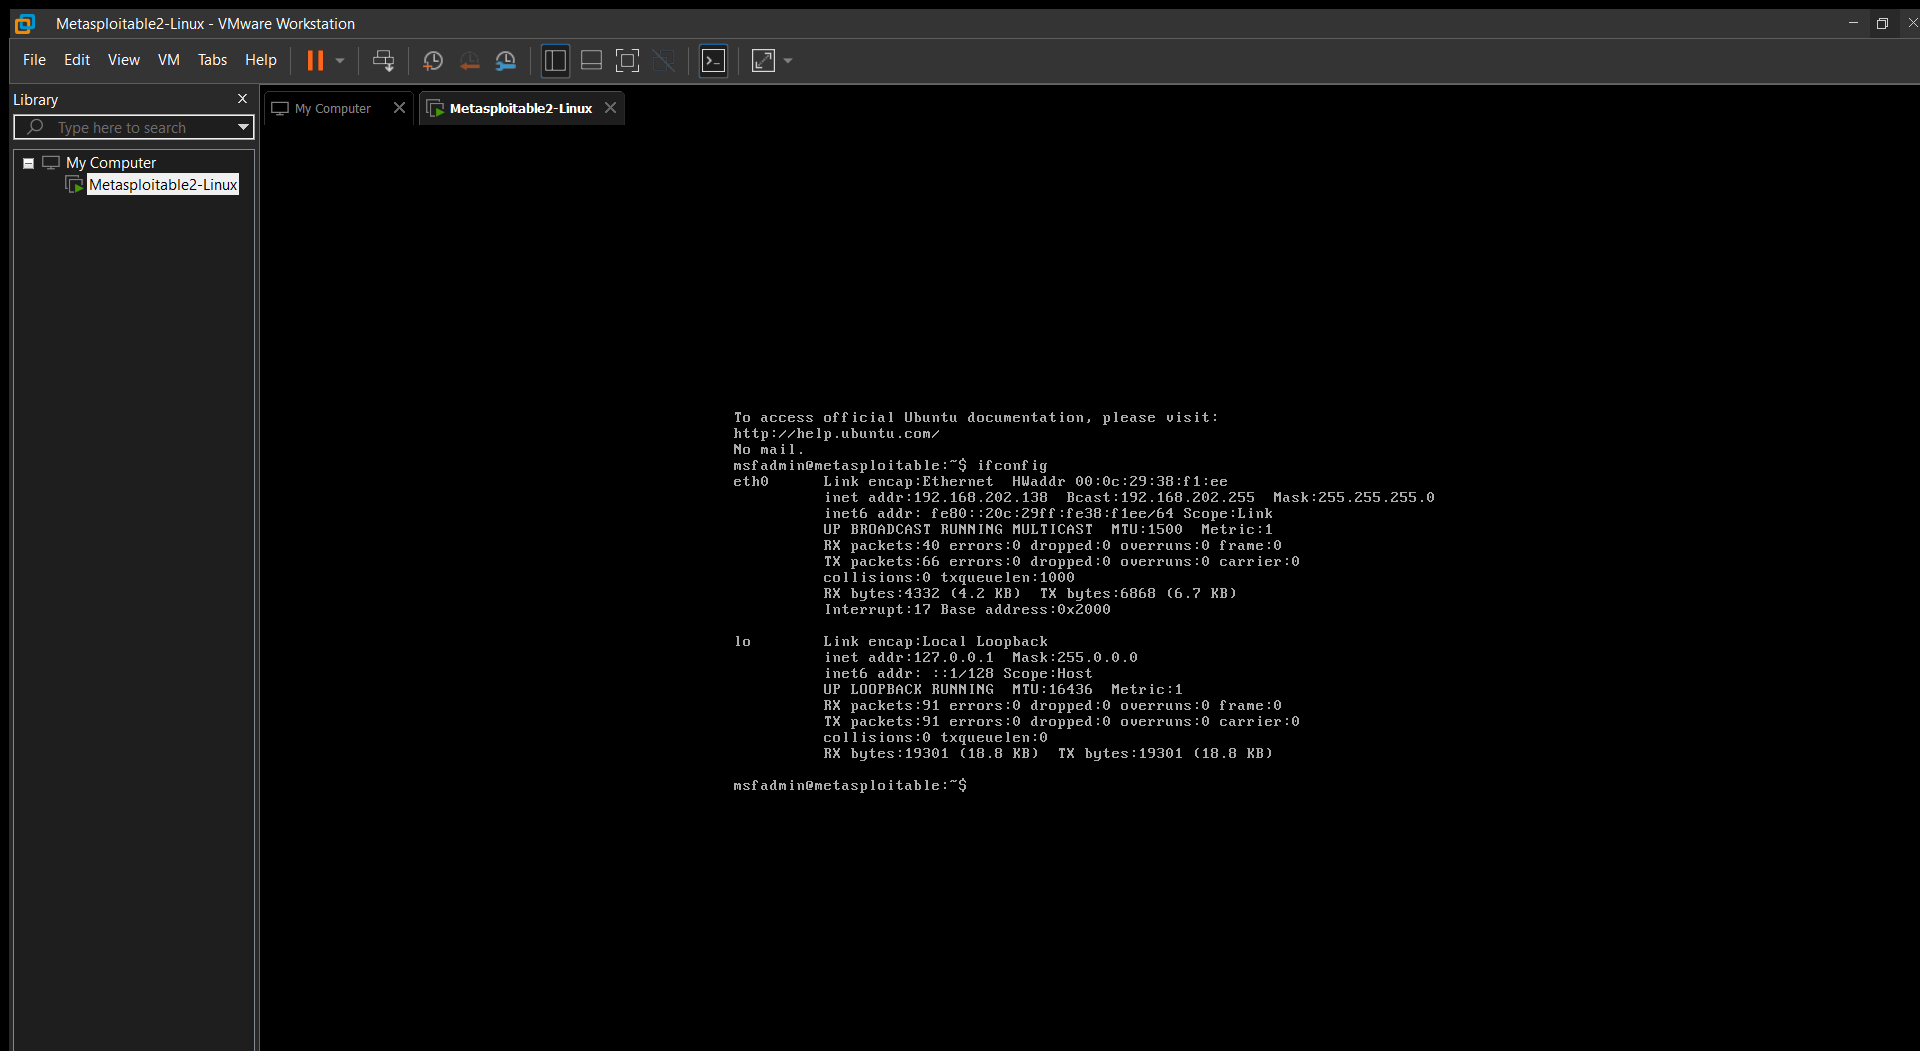 Metasploitable2-Linux - VMware Workstation
File Edit View VM Tabs Help
Library
Type here to search
My Computer
Metasploitable2-Linux
My Computer
Metasploitable2-Linux
To access official Ubuntu documentation, please visit:
http://help.ubuntu.com/
No mail.
msfadmin@metasploitable:~$ ifconfig
eth0      Link encap:Ethernet  HWaddr 00:0c:29:38:f1:ee
          inet addr:192.168.202.138  Bcast:192.168.202.255  Mask:255.255.255.0
          inet6 addr: fe80::20c:29ff:fe38:f1ee/64 Scope:Link
          UP BROADCAST RUNNING MULTICAST  MTU:1500  Metric:1
          RX packets:40 errors:0 dropped:0 overruns:0 frame:0
          TX packets:66 errors:0 dropped:0 overruns:0 carrier:0
          collisions:0 txqueuelen:1000
          RX bytes:4332 (4.2 KB)  TX bytes:6868 (6.7 KB)
          Interrupt:17 Base address:0x2000
lo        Link encap:Local Loopback
          inet addr:127.0.0.1  Mask:255.0.0.0
          inet6 addr: ::1/128 Scope:Host
          UP LOOPBACK RUNNING  MTU:16436  Metric:1
          RX packets:91 errors:0 dropped:0 overruns:0 frame:0
          TX packets:91 errors:0 dropped:0 overruns:0 carrier:0
          collisions:0 txqueuelen:0
          RX bytes:19301 (18.8 KB)  TX bytes:19301 (18.8 KB)
msfadmin@metasploitable:~$